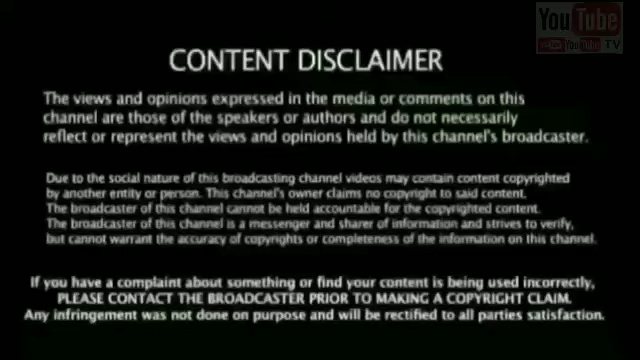 YouTube
YouTube TV
CONTENT DISCLAIMER
The views and opinions expressed in the media or comments on this
channel are those of the speakers or authors and do not necessarily
reflect or represent the views and opinions held by this channel's broadcaster.
Due to the social nature of this broadcasting channel videos may contain content copyrighted
by another entity or person. This channel's owner claims no copyright to said content.
The broadcaster of this channel cannot be held accountable for the copyrighted content.
The broadcaster of this channel is a messenger and sharer of information and strives to verify,
but cannot warrant the accuracy of copyrights or completeness of the information on this channel.
If you have a complaint about something or find your content is being used incorrectly,
PLEASE CONTACT THE BROADCASTER PRIOR TO MAKING A COPYRIGHT CLAIM.
Any infringement was not done on purpose and will be rectified to all parties satisfaction.